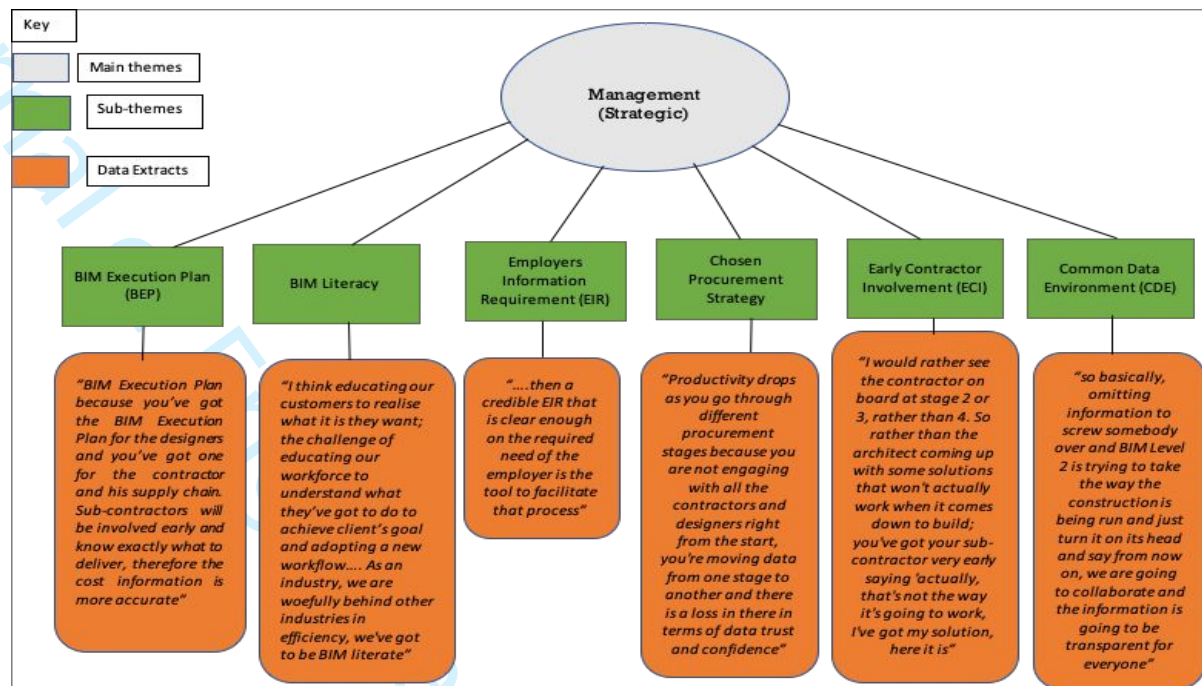 Key
Main themes
Sub-themes
Data Extracts
Management
(Strategic)
BIM Execution Plan
(BEP)
BIM Literacy
Employers
Information
Requirement (EIR)
Chosen
Procurement
Strategy
Early Contractor
Involvement (ECI)
Common Data
Environment (CDE)
“BIM Execution Plan
because you’ve got
the BIM Execution
Plan for the designers
and you’ve got one
for the contractor
and his supply chain.
Sub-contractors will
be involved early and
know exactly what to
deliver, therefore the
cost information is
more accurate”
“I think educating our
customers to realise
what it is they want;
the challenge of
educating our
workforce to
understand what
they’ve got to do to
achieve client’s goal
and adopting a new
workflow.... As an
industry, we are
woefully behind other
industries in
efficiency, we’ve got
to be BIM literate”
“....then a
credible EIR that
is clear enough
on the required
need of the
employer is the
tool to facilitate
that process”
“Productivity drops
as you go through
different
procurement
stages because you
are not engaging
with all the
contractors and
designers right
from the start,
you're moving data
from one stage to
another and there
is a loss in there in
terms of data trust
and confidence”
“I would rather see
the contractor on
board at stage 2 or
3, rather than 4. So
rather than the
architect coming up
with some solutions
that won't actually
work when it comes
down to build;
you've got your sub-
contractor very early
saying 'actually,
that's not the way
it's going to work,
I've got my solution,
here it is”
“so basically,
omitting
information to
screw somebody
over and BIM Level
2 is trying to take
the way the
construction is
being run and just
turn it on its head
and say from now
on, we are going
to collaborate and
the information is
going to be
transparent for
everyone”